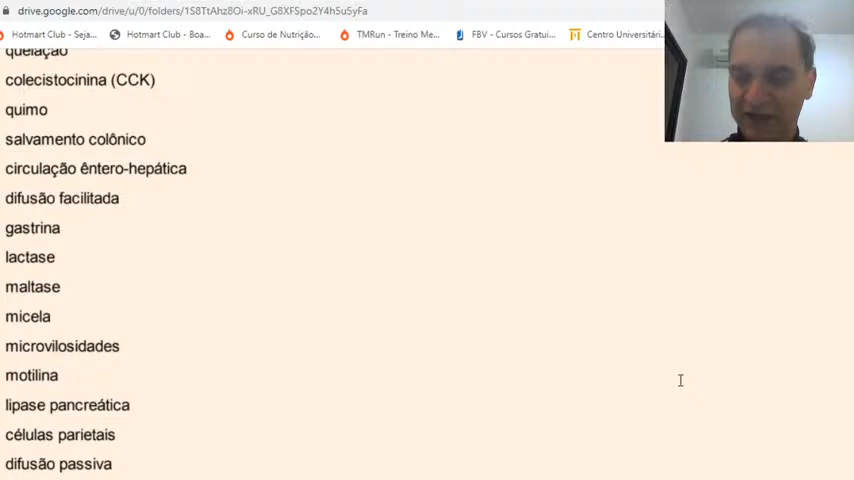 drive.google.com/drive/u/0/folders/1S8TtAhz8Oi-xRU_G8XFSpo2Y4h5u5yFa
Hotmart Club - Seja... Hotmart Club - Boa... Curso de Nutrição... TMRun - Treino Me... FBV - Cursos Gratui... Centro Universitári
quelação
colecistocinina (CCK)
quimo
salvamento colônico
circulação êntero-hepática
difusão facilitada
gastrina
lactase
maltase
micela
microvilosidades
motilina
lipase pancreática
células parietais
difusão passiva